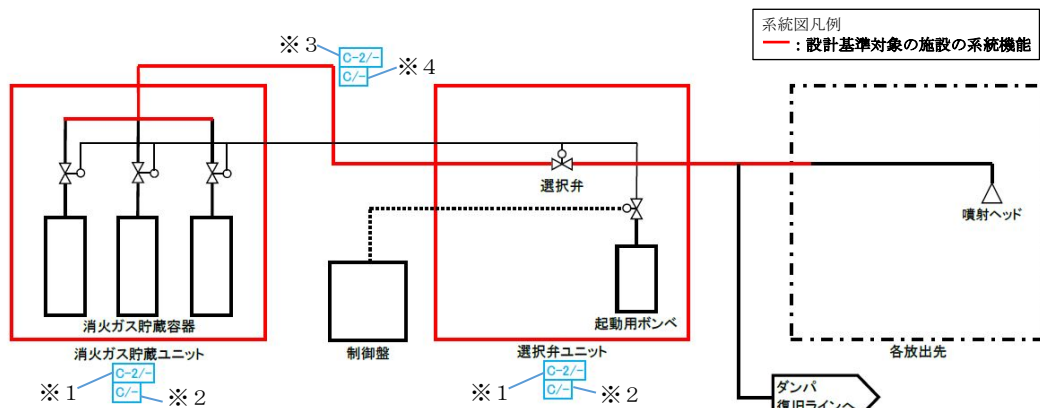 系統図凡例
：設計基準対象の施設の系統機能
※３
C-2/-
C/-
※４
選択弁
噴射ヘッド
消火ガス貯蔵容器
起動用ボンベ
消火ガス貯蔵ユニット
制御盤
選択弁ユニット
各放出先
※１
C-2/-
C/-
※２
※１
C-2/-
C/-
※２
ダンパ
復旧ラインへ